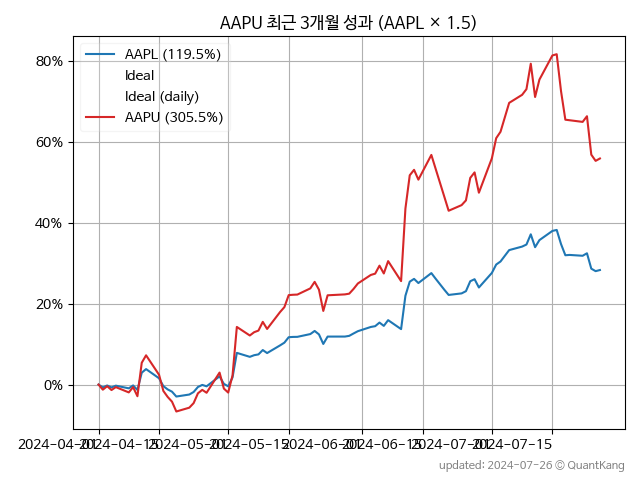 AAPU 최근 3개월 성과 (AAPL × 1.5)
AAPL (119.5%)
Ideal
Ideal (daily)
AAPU (305.5%)
80%
60%
40%
20%
0%
2024-04-01
2024-04-15
2024-05-01
2024-05-15
2024-06-01
2024-06-15
2024-07-01
2024-07-15
updated: 2024-07-26 © QuantKang